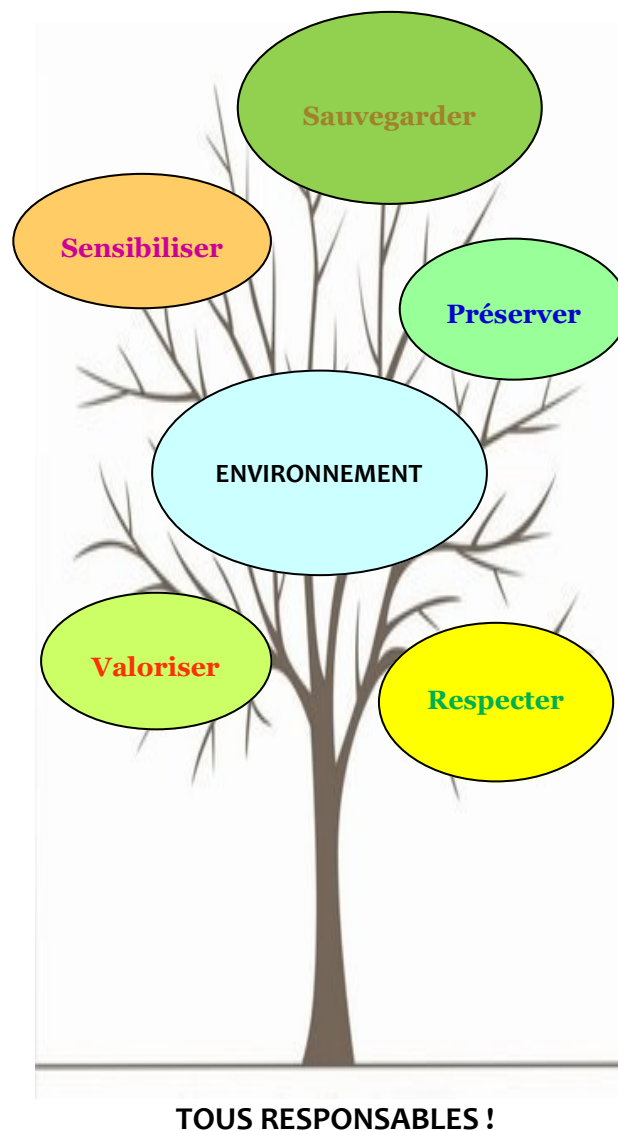 Sauvegarder
Sensibiliser
Préserver
ENVIRONNEMENT
Valoriser
Respecter
TOUS RESPONSABLES !